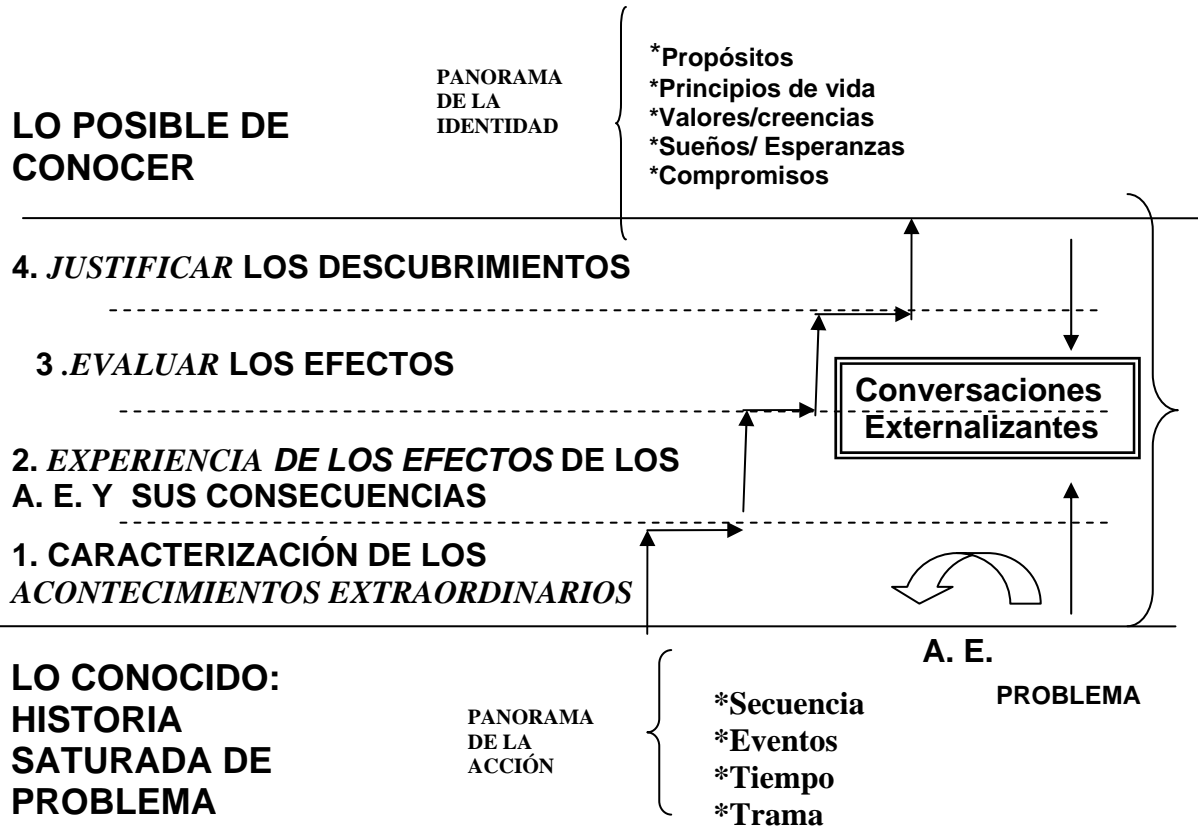 PANORAMA
DE LA
IDENTIDAD
*Propósitos
*Principios de vida
*Valores/creencias
*Sueños/ Esperanzas
*Compromisos
LO POSIBLE DE
CONOCER
4. JUSTIFICAR LOS DESCUBRIMIENTOS
3 .EVALUAR LOS EFECTOS
Conversaciones
Externalizantes
2. EXPERIENCIA DE LOS EFECTOS DE LOS
A. E. Y SUS CONSECUENCIAS
1. CARACTERIZACIÓN DE LOS
ACONTECIMIENTOS EXTRAORDINARIOS
A. E.
PROBLEMA
LO CONOCIDO:
HISTORIA
SATURADA DE
PROBLEMA
PANORAMA
DE LA
ACCIÓN
*Secuencia
*Eventos
*Tiempo
*Trama